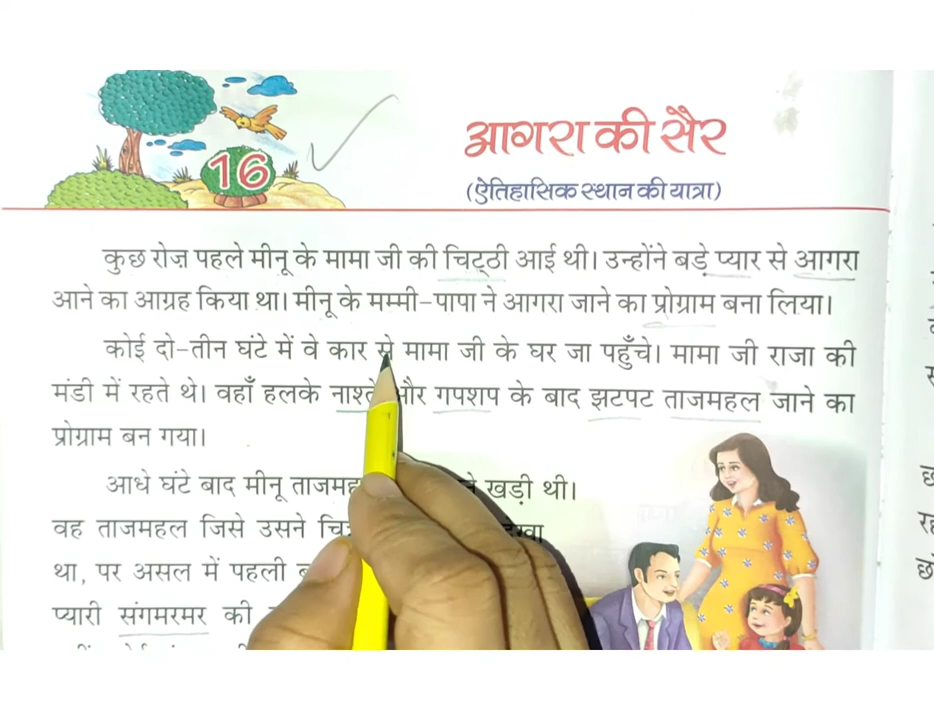 16
आगरा की सैर
(ऐतिहासिक स्थान की यात्रा)
कुछ रोज़ पहले मीनू के मामा जी की चिट्ठी आई थी। उन्होंने बड़े प्यार से आगरा
आने का आग्रह किया था। मीनू के मम्मी-पापा ने आगरा जाने का प्रोग्राम बना लिया।
कोई दो-तीन घंटे में वे कार से मामा जी के घर जा पहुँचे। मामा जी राजा की
मंडी में रहते थे। वहाँ हलके नाश्ते और गपशप के बाद झटपट ताजमहल जाने का
प्रोग्राम बन गया।
आधे घंटे बाद मीनू खड़ी थी।
वह ताजमहल जिसे उसने
था, पर असल में पहली
प्यारी संगमरमर की